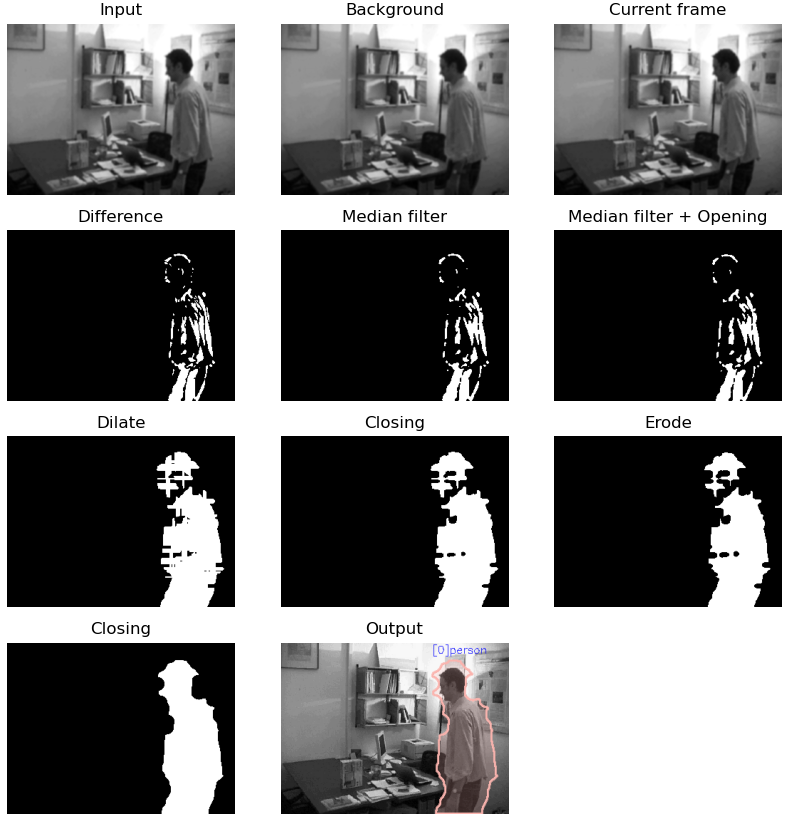 Input
Background
Current frame
Difference
Median filter
Median filter + Opening
Dilate
Closing
Erode
Closing
Output
[0]person